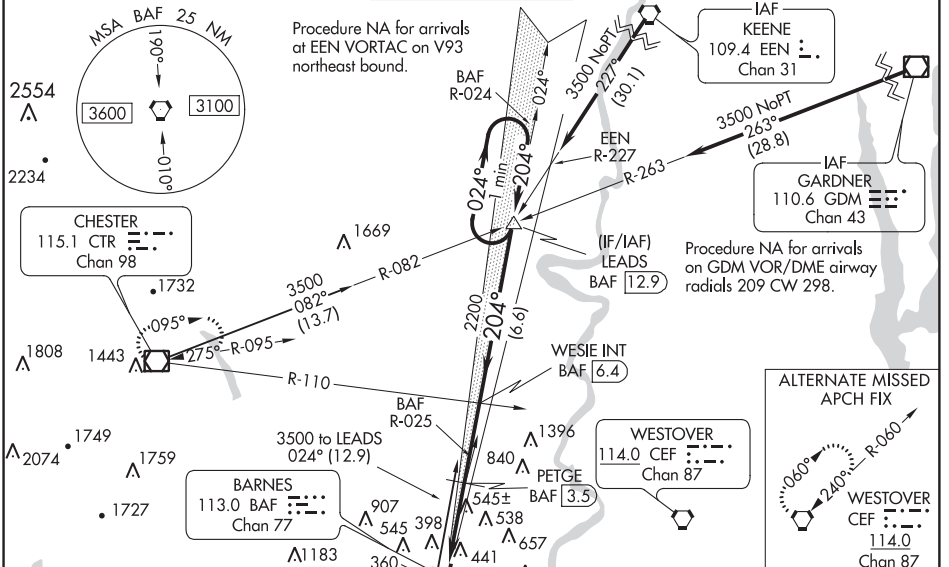 MSA BAF 25 NM
190°
3600
3100
010°
2554
2234
Procedure NA for arrivals
at EEN VORTAC on V93
northeast bound.
BAF
R-024
024°
3500 NoPT
227°
(30.1)
IAF
KEENE
109.4 EEN
Chan 31
3500 NoPT
263°
(28.8)
EEN
R-227
R-263
IAF
GARDNER
110.6 GDM
Chan 43
024°
1 min
204°
CHESTER
115.1 CTR
Chan 98
1669
R-082
3500
082°
(13.7)
(IF/IAF)
LEADS
BAF 12.9
Procedure NA for arrivals
on GDM VOR/DME airway
radials 209 CW 298.
1732
095°
275°
R-095
1808
1443
2200
204°
(6.6)
R-110
WESIE INT
BAF 6.4
BAF
R-025
ALTERNATE MISSED
APCH FIX
R-060
060°
240°
WESTOVER
CEF
114.0
Chan 87
1749
2074
1759
1727
3500 to LEADS
024° (12.9)
1396
840
WESTOVER
114.0 CEF
Chan 87
PETGE
BAF 3.5
BARNES
113.0 BAF
Chan 77
907
545
398
545±
538
657
441
1183
360